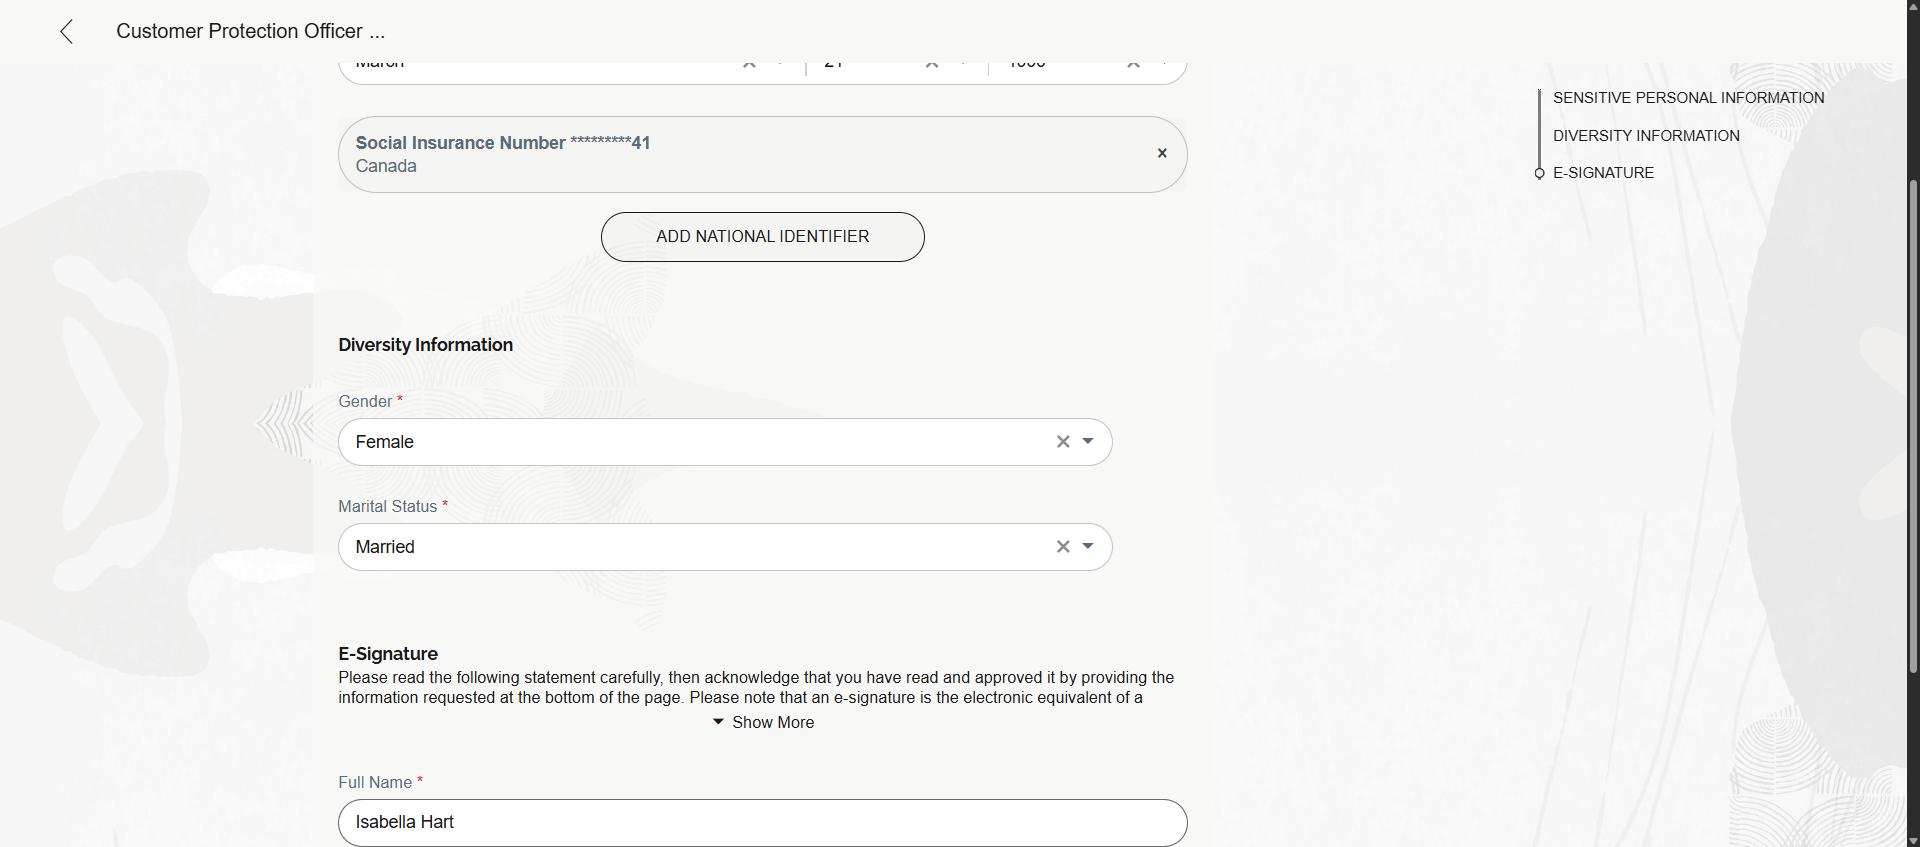 Customer Protection Officer ...
March
21
SENSITIVE PERSONAL INFORMATION
DIVERSITY INFORMATION
E-SIGNATURE
Social Insurance Number *********41
Canada
ADD NATIONAL IDENTIFIER
Diversity Information
Gender *
Female
Marital Status *
Married
E-Signature
Please read the following statement carefully, then acknowledge that you have read and approved it by providing the
information requested at the bottom of the page. Please note that an e-signature is the electronic equivalent of a
Show More
Full Name *
Isabella Hart